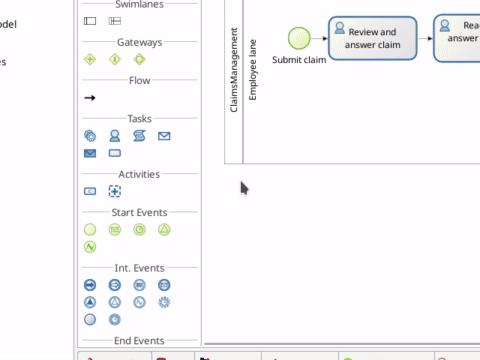 Swimlanes
odel
Gateways
es
Flow
Tasks
Activities
Start Events
Int. Events
End Events
ClaimsManagement
Employee lane
Submit claim
Review and
answer claim
Rea
answer